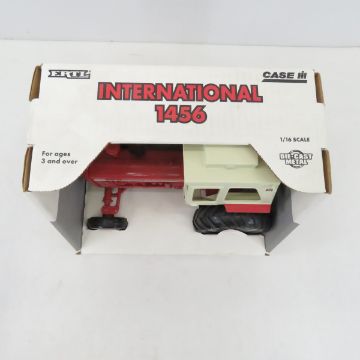 ERTL
CASE IH
INTERNATIONAL
1456
For ages
3 and over
1/16 SCALE
DIE-CAST
METAL